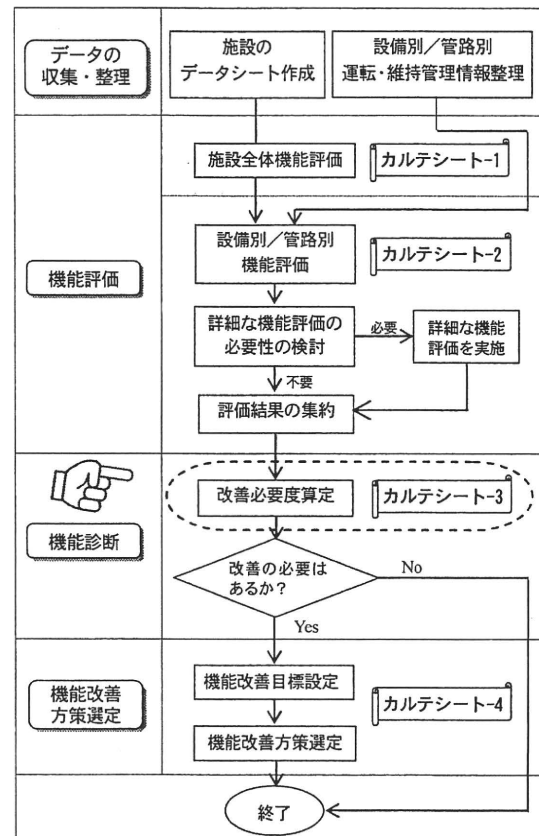 データの
収集・整理
施設の
データシート作成
設備別／管路別
運転・維持管理情報整理
施設全体機能評価
カルテシート-1
機能評価
設備別／管路別
機能評価
カルテシート-2
詳細な機能評価の
必要性の検討
必要
詳細な機能
評価を実施
不要
評価結果の集約
機能診断
改善必要度算定
カルテシート-3
改善の必要は
あるか？
No
Yes
機能改善
方策選定
機能改善目標設定
カルテシート-4
機能改善方策選定
終了